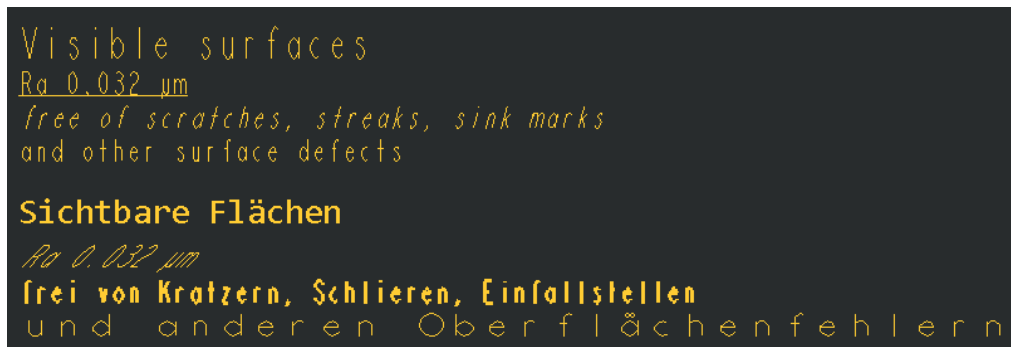 Visible surfaces
Ra 0.032 µm
free of scratches, streaks, sink marks
and other surface defects
Sichtbare Flächen
Ra 0.032 µm
frei von Kratzern, Schlieren, Einfallstellen
und anderen Oberflächenfehlern